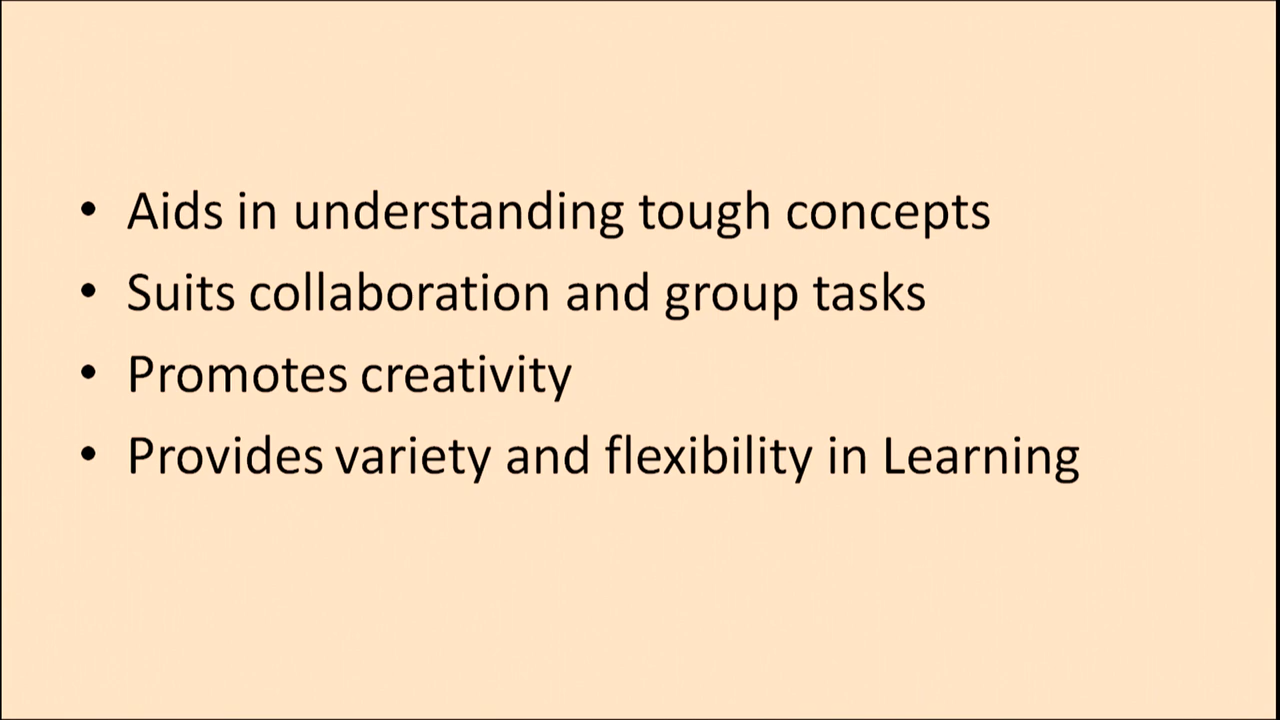 • Aids in understanding tough concepts
• Suits collaboration and group tasks
• Promotes creativity
• Provides variety and flexibility in Learning